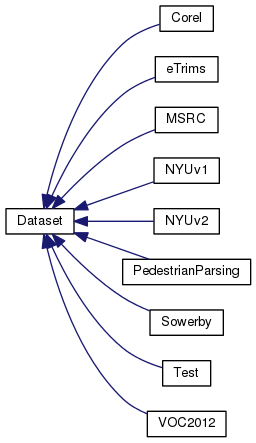 Corel
eTrims
MSRC
NYUv1
Dataset
NYUv2
PedestrianParsing
Sowerby
Test
VOC2012